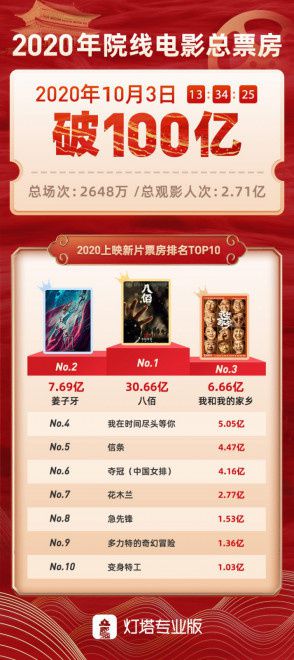 2020年院线电影总票房
2020年10月3日 13:34:25
破100亿
总场次:2648万 / 总观影人次:2.71亿
2020上映新片票房排名TOP10
八佰
No.2
No.1
No.3
7.69亿
30.66亿
6.66亿
姜子牙
八佰
我和我的家乡
No.4 我在时间尽头等你 5.05亿
No.5 信条 4.47亿
No.6 夺冠（中国女排） 4.16亿
No.7 花木兰 2.77亿
No.8 急先锋 1.53亿
No.9 多力特的奇幻冒险 1.36亿
No.10 变身特工 1.03亿
灯塔专业版